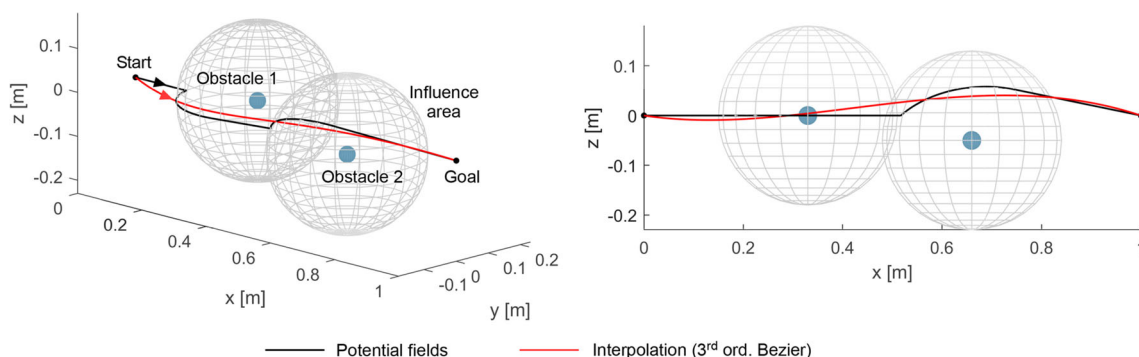 0.1
0
-0.1
-0.2
z [m]
Start
Obstacle 1
Influence
area
Obstacle 2
Goal
0
0.2
0.4
0.6
0.8
1
x [m]
-0.1
0
0.1
0.2
y [m]
0.1
0
-0.1
-0.2
z [m]
0
0.2
0.4
0.6
0.8
x [m]
Potential fields
Interpolation (3rd ord. Bezier)